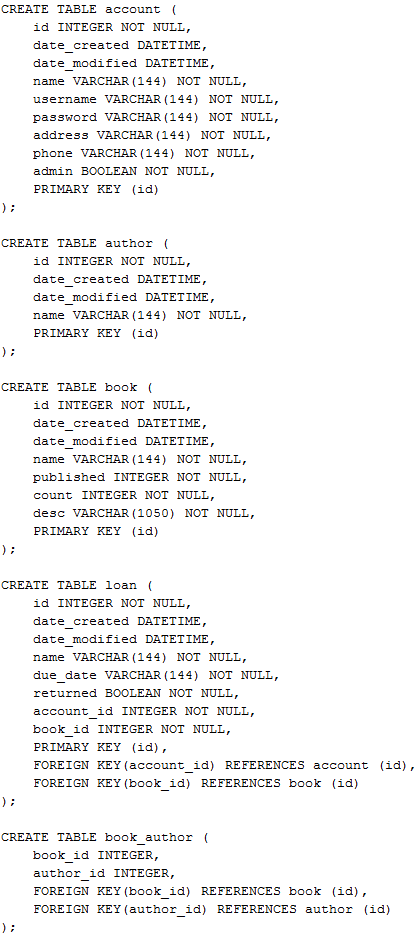 CREATE TABLE account (
    id INTEGER NOT NULL,
    date_created DATETIME,
    date_modified DATETIME,
    name VARCHAR(144) NOT NULL,
    username VARCHAR(144) NOT NULL,
    password VARCHAR(144) NOT NULL,
    address VARCHAR(144) NOT NULL,
    phone VARCHAR(144) NOT NULL,
    admin BOOLEAN NOT NULL,
    PRIMARY KEY (id)
);

CREATE TABLE author (
    id INTEGER NOT NULL,
    date_created DATETIME,
    date_modified DATETIME,
    name VARCHAR(144) NOT NULL,
    PRIMARY KEY (id)
);

CREATE TABLE book (
    id INTEGER NOT NULL,
    date_created DATETIME,
    date_modified DATETIME,
    name VARCHAR(144) NOT NULL,
    published INTEGER NOT NULL,
    count INTEGER NOT NULL,
    desc VARCHAR(1050) NOT NULL,
    PRIMARY KEY (id)
);

CREATE TABLE loan (
    id INTEGER NOT NULL,
    date_created DATETIME,
    date_modified DATETIME,
    name VARCHAR(144) NOT NULL,
    due_date VARCHAR(144) NOT NULL,
    returned BOOLEAN NOT NULL,
    account_id INTEGER NOT NULL,
    book_id INTEGER NOT NULL,
    PRIMARY KEY (id),
    FOREIGN KEY(account_id) REFERENCES account (id),
    FOREIGN KEY(book_id) REFERENCES book (id)
);

CREATE TABLE book_author (
    book_id INTEGER,
    author_id INTEGER,
    FOREIGN KEY(book_id) REFERENCES book (id),
    FOREIGN KEY(author_id) REFERENCES author (id)
);